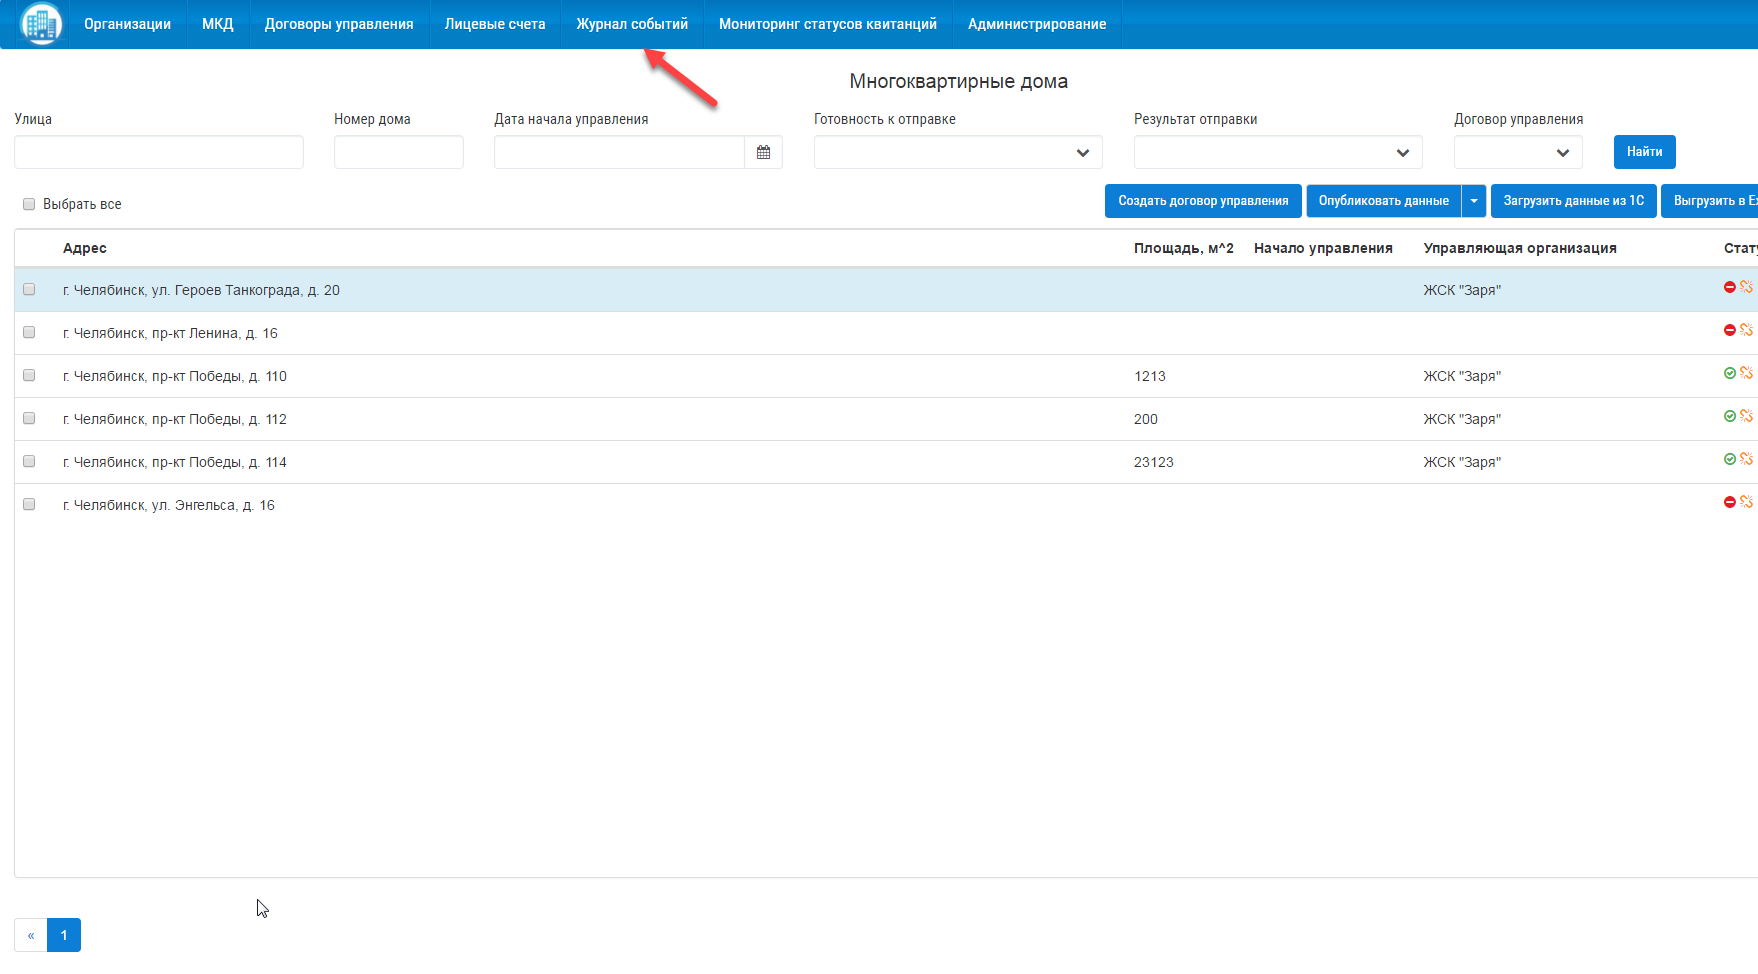 Организации МКД Договоры управления Лицевые счета Журнал событий Мониторинг статусов квитанций Администрирование
Многоквартирные дома
Улица Номер дома Дата начала управления Готовность к отправке Результат отправки Договор управления
Найти
Выбрать все Создать договор управления Опубликовать данные Загрузить данные из 1С Выгрузить в Ex
Адрес Площадь, м^2 Начало управления Управляющая организация Стату
г. Челябинск, ул. Героев Танкограда, д. 20 ЖСК "Заря"
г. Челябинск, пр-кт Ленина, д. 16
г. Челябинск, пр-кт Победы, д. 110 1213 ЖСК "Заря"
г. Челябинск, пр-кт Победы, д. 112 200 ЖСК "Заря"
г. Челябинск, пр-кт Победы, д. 114 23123 ЖСК "Заря"
г. Челябинск, ул. Энгельса, д. 16
« 1